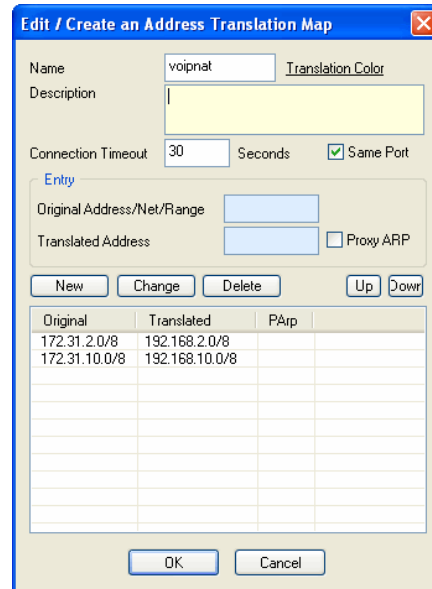 Edit / Create an Address Translation Map
Name voipnat Translation Color
Description
Connection Timeout 30 Seconds Same Port
Entry
Original Address/Net/Range
Translated Address Proxy ARP
New Change Delete Up Down
Original Translated PArp
172.31.2.0/8 192.168.2.0/8
172.31.10.0/8 192.168.10.0/8
OK Cancel